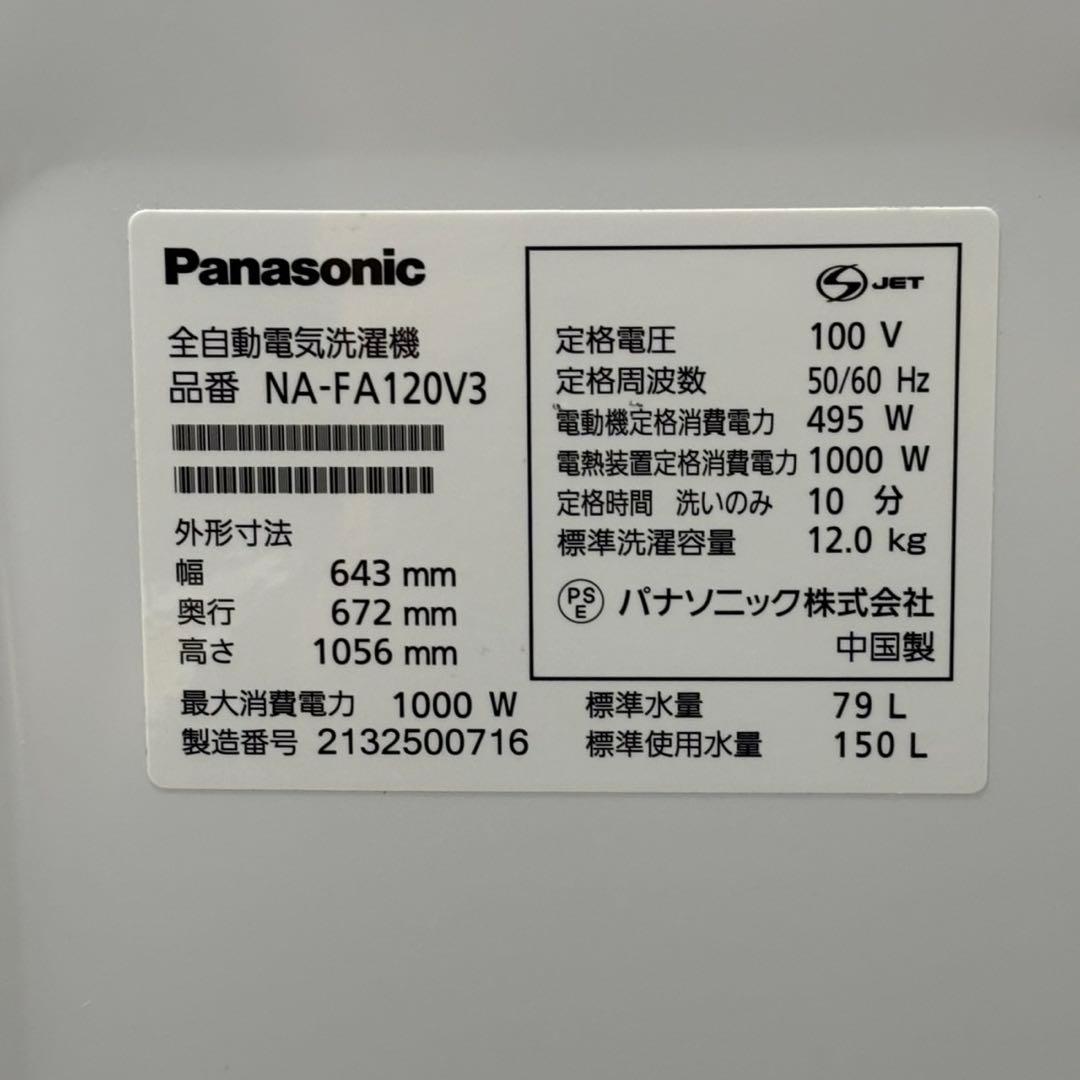 Panasonic
全自動電気洗濯機
品番 NA-FA120V3
外形寸法
幅 643 mm
奥行 672 mm
高さ 1056 mm
最大消費電力 1000 W
製造番号 2132500716
JET
定格電圧 100 V
定格周波数 50/60 Hz
電動機定格消費電力 495 W
電熱装置定格消費電力 1000 W
定格時間 洗いのみ 10 分
標準洗濯容量 12.0 kg
PSE パナソニック株式会社
中国製
標準水量 79 L
標準使用水量 150 L